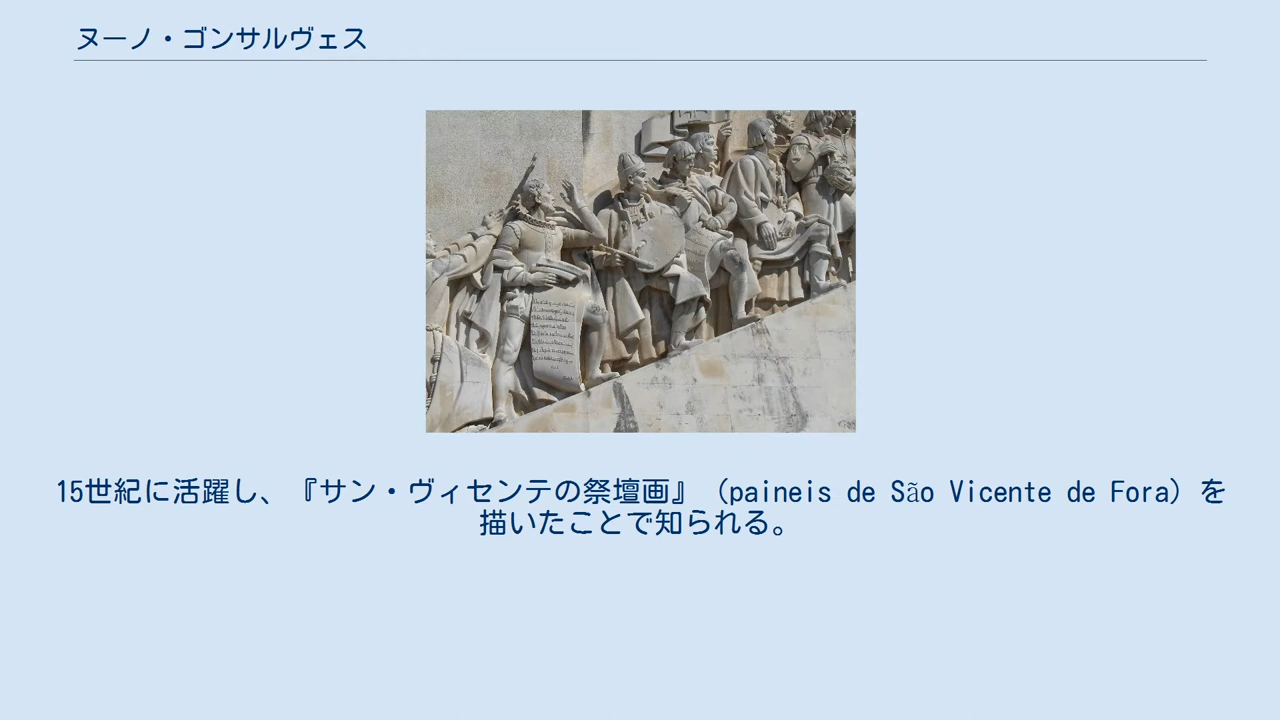 ヌーノ・ゴンサルヴェス
15世紀に活躍し、『サン・ヴィセンテの祭壇画』（paineis de São Vicente de Fora）を
描いたことで知られる。